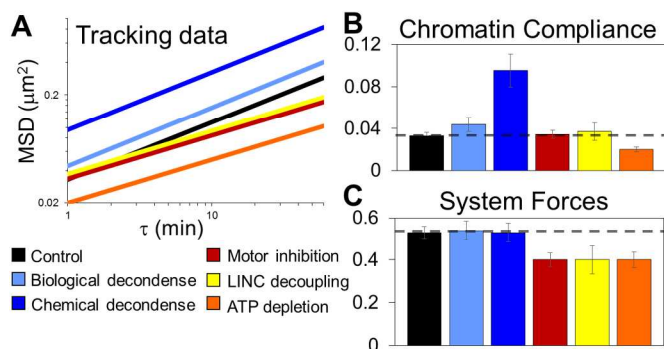 A
Tracking data
MSD (μm²)
0.2
0.02
1
10
τ (min)
Control
Biological decondense
Chemical decondense
Motor inhibition
LINC decoupling
ATP depletion
B
Chromatin Compliance
0.12
0.08
0.04
0
C
System Forces
0.6
0.4
0.2
0